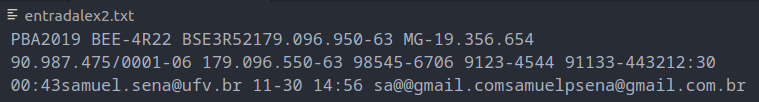 entradalex2.txt
PBA2019 BEE-4R22 BSE3R52179.096.950-63 MG-19.356.654
90.987.475/0001-06 179.096.550-63 98545-6706 9123-4544 91133-443212:30
00:43samuel.sena@ufv.br 11-30 14:56 sa@@gmail.comsamuelpsena@gmail.com.br